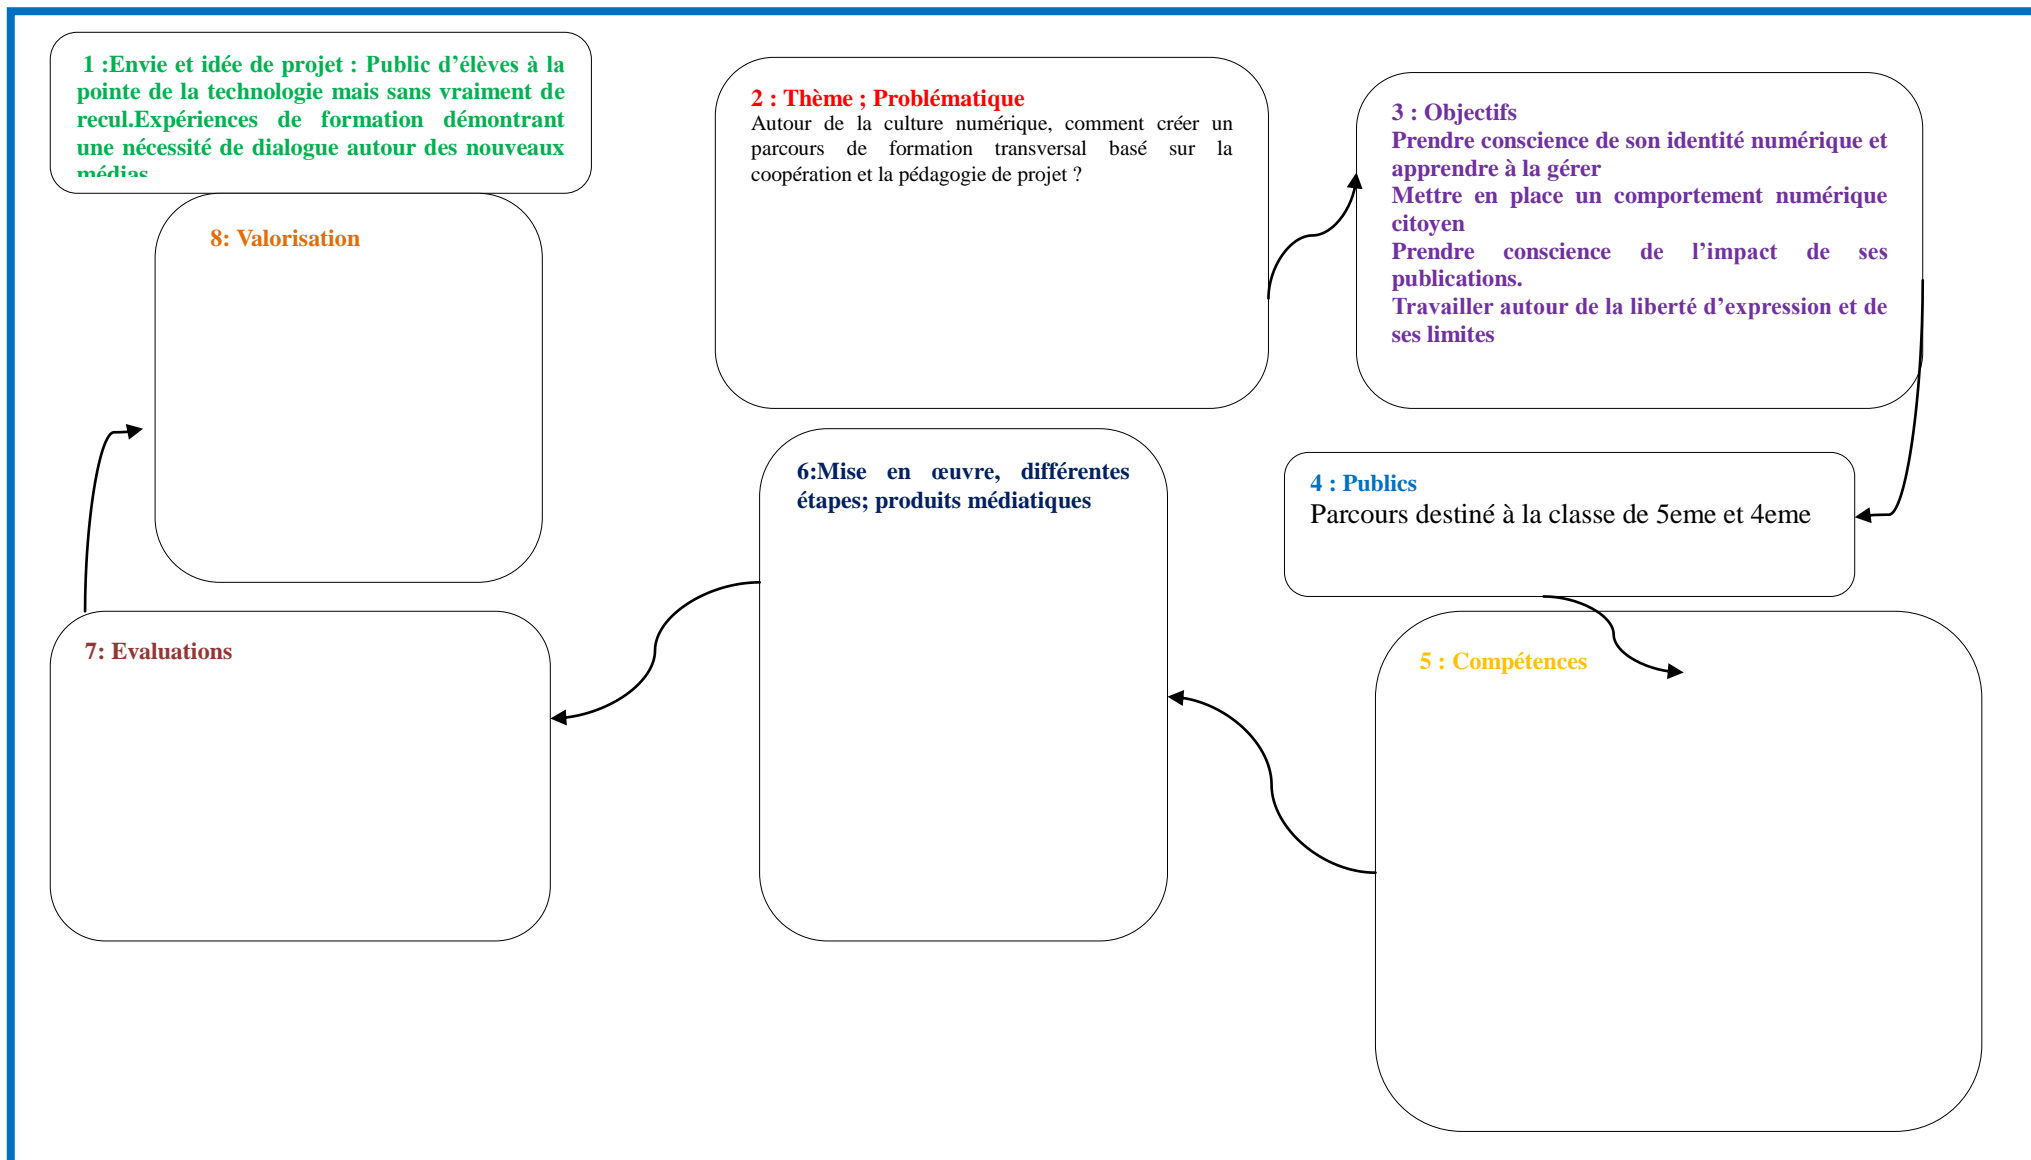 1 :Envie et idée de projet : Public d'élèves à la
pointe de la technologie mais sans vraiment de
recul.Expériences de formation démontrant
une nécessité de dialogue autour des nouveaux
médias
2 : Thème ; Problématique
Autour de la culture numérique, comment créer un
parcours de formation transversal basé sur la
coopération et la pédagogie de projet ?
3 : Objectifs
Prendre conscience de son identité numérique et
apprendre à la gérer
Mettre en place un comportement numérique
citoyen
Prendre conscience de l'impact de ses
publications.
Travailler autour de la liberté d'expression et de
ses limites
4 : Publics
Parcours destiné à la classe de 5eme et 4eme
5 : Compétences
6:Mise en œuvre, différentes
étapes; produits médiatiques
7: Evaluations
8: Valorisation